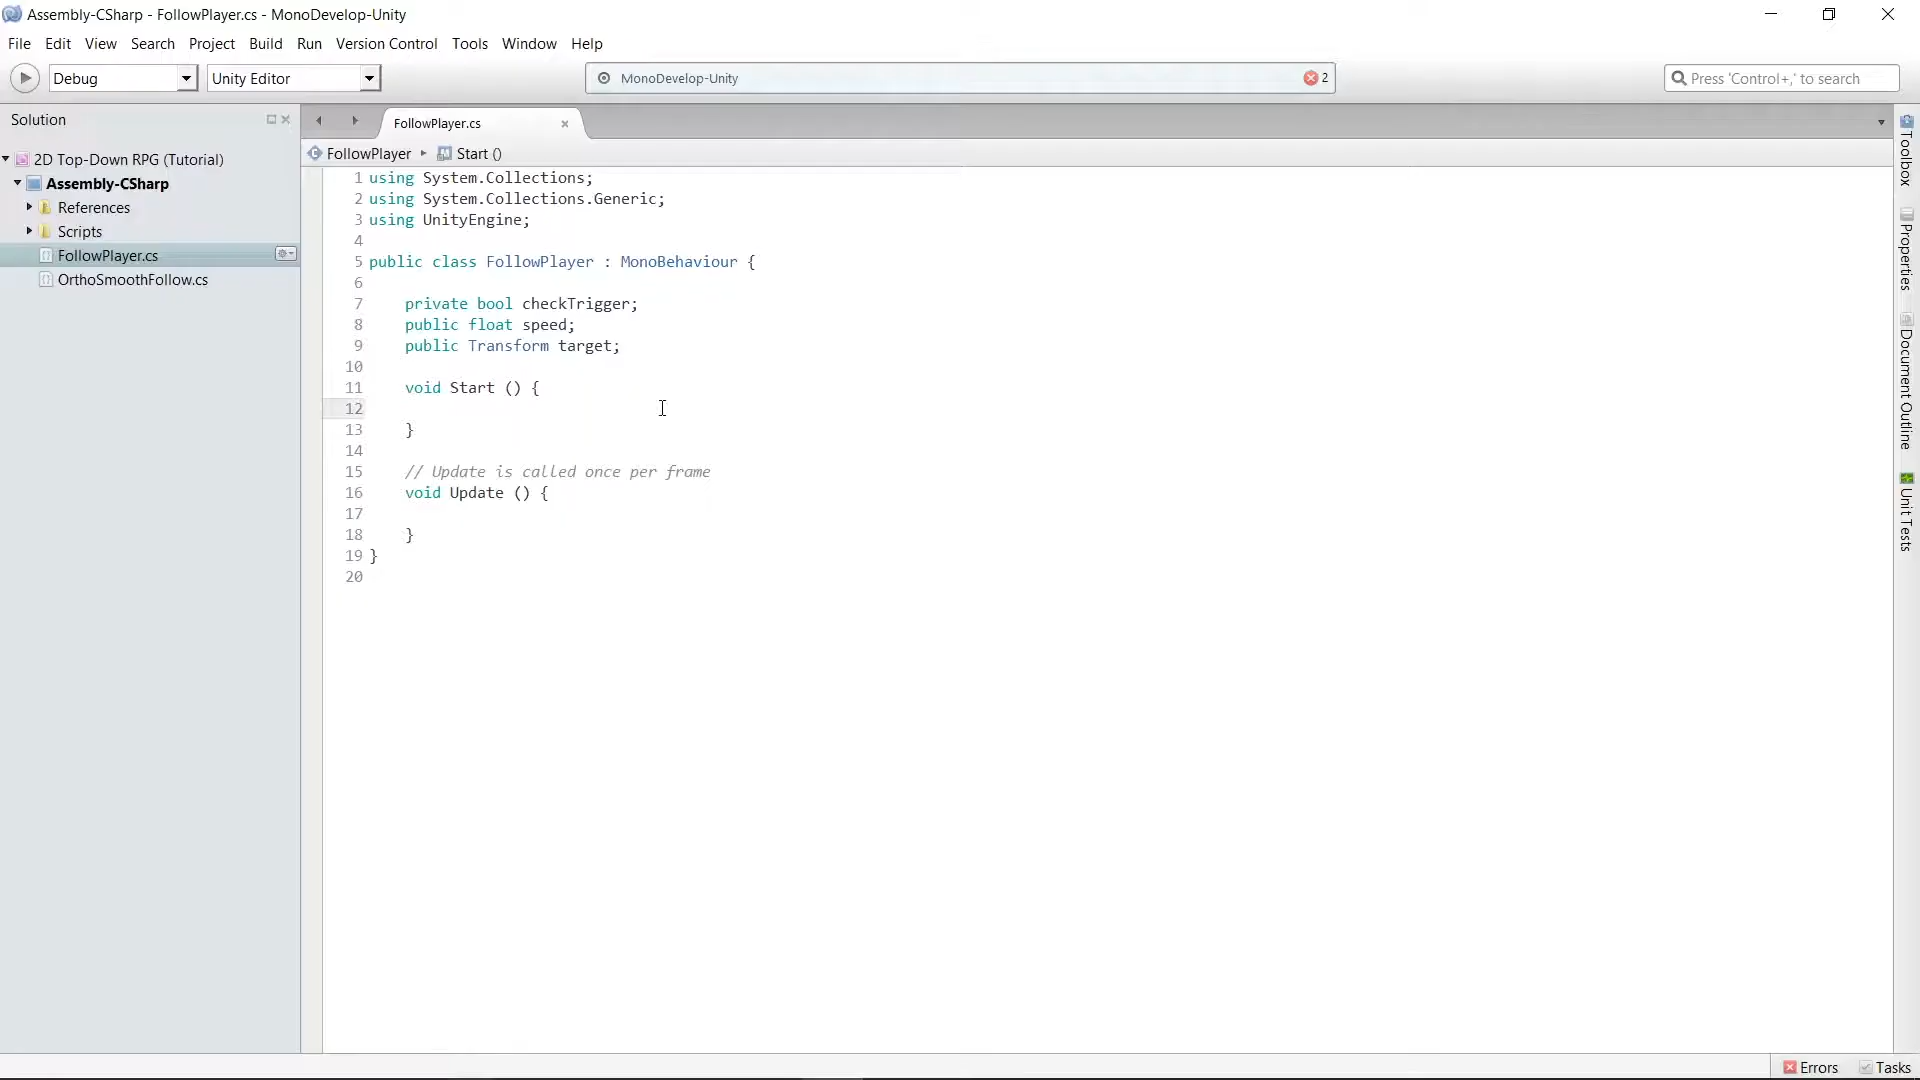 Assembly-CSharp - FollowPlayer.cs - MonoDevelop-Unity
File Edit View Search Project Build Run Version Control Tools Window Help
Debug Unity Editor MonoDevelop-Unity 2 Press 'Control+,' to search
Solution
FollowPlayer.cs
2D Top-Down RPG (Tutorial)
Assembly-CSharp
References
Scripts
FollowPlayer.cs
OrthoSmoothFollow.cs
FollowPlayer Start ()
1 using System.Collections;
2 using System.Collections.Generic;
3 using UnityEngine;
4
5 public class FollowPlayer : MonoBehaviour {
6
7 private bool checkTrigger;
8 public float speed;
9 public Transform target;
10
11 void Start () {
12
13 }
14
15 // Update is called once per frame
16 void Update () {
17
18 }
19 }
20
Toolbox
Properties
Document Outline
Unit Tests
Errors Tasks